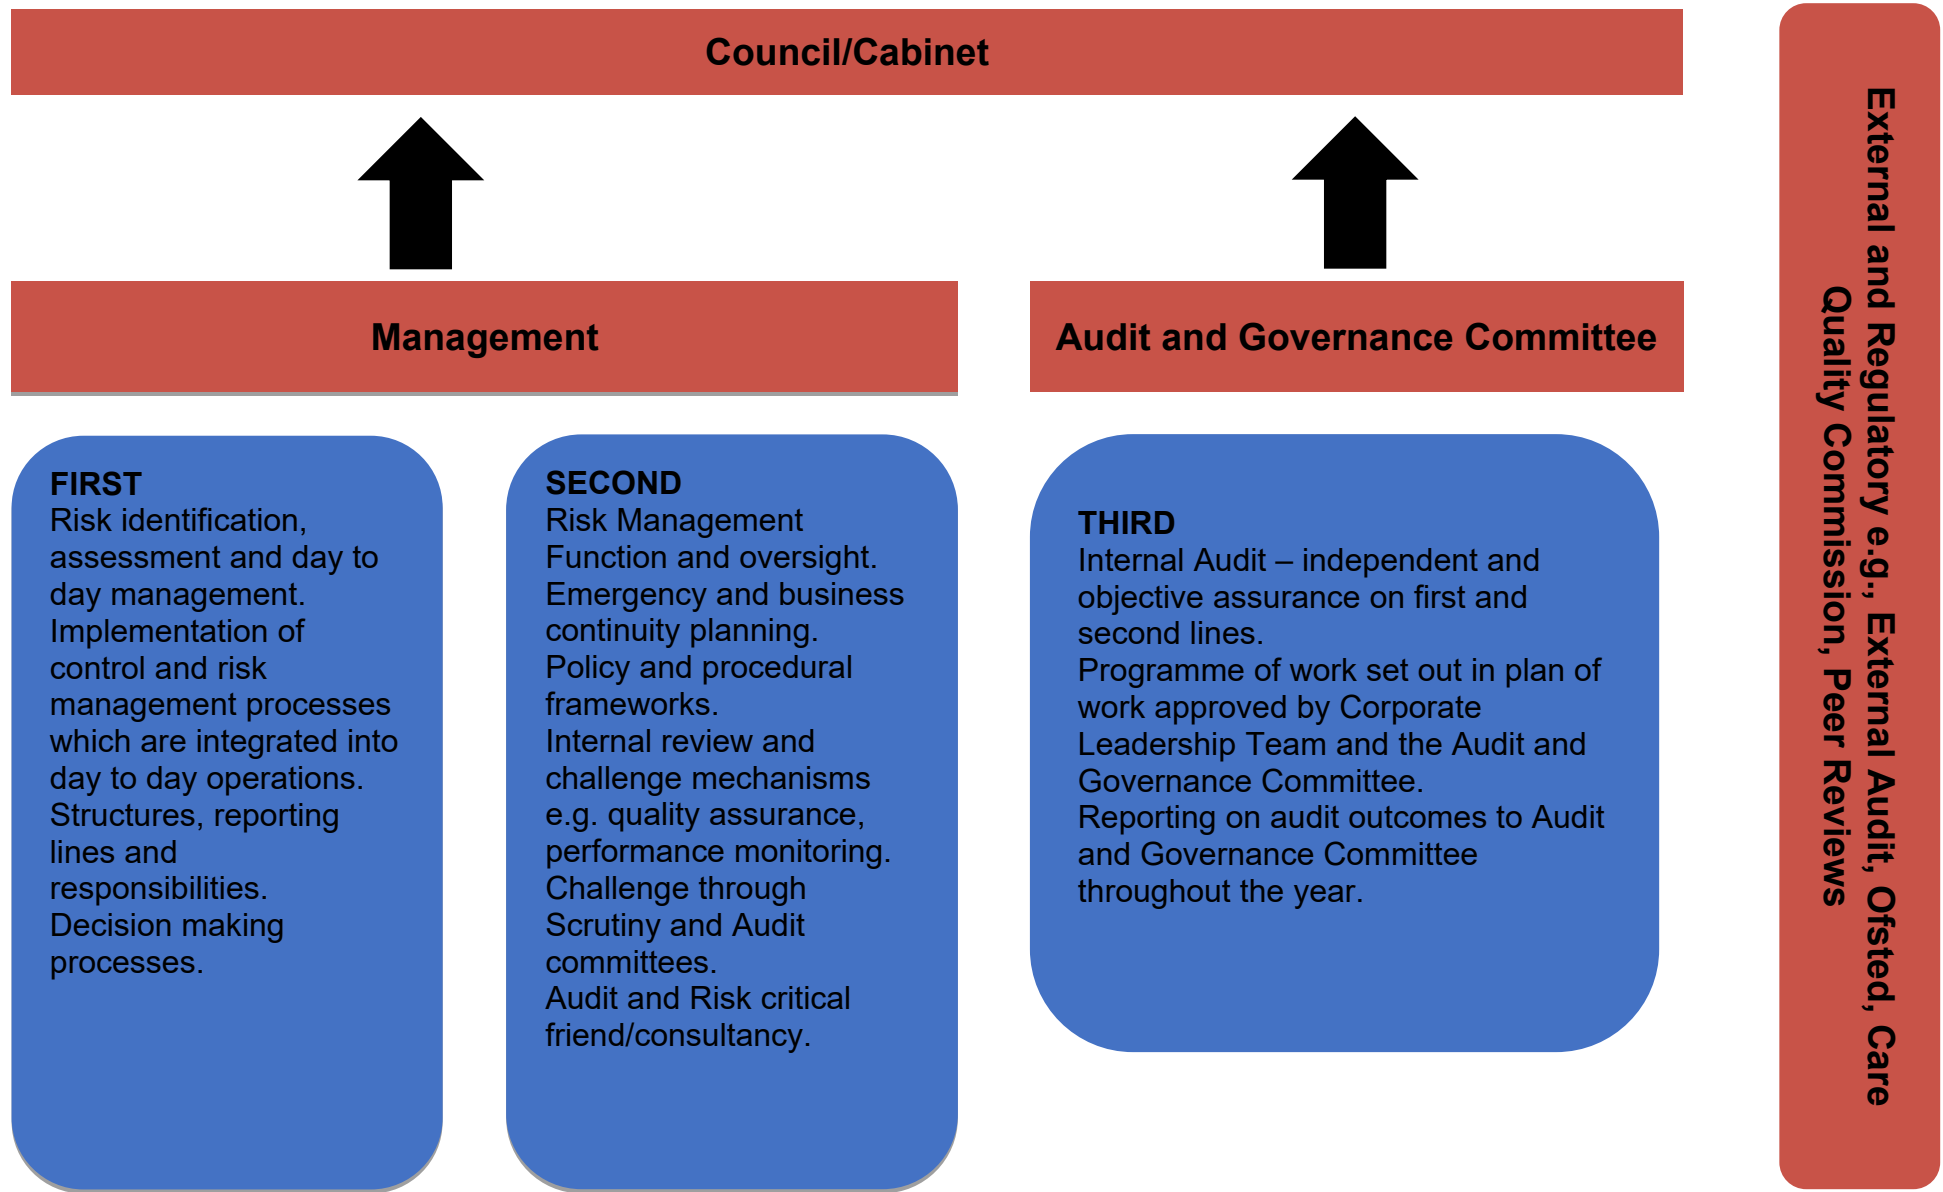 Council/Cabinet
Management
Audit and Governance Committee
FIRST
Risk identification,
assessment and day to
day management.
Implementation of
control and risk
management processes
which are integrated into
day to day operations.
Structures, reporting
lines and
responsibilities.
Decision making
processes.
SECOND
Risk Management
Function and oversight.
Emergency and business
continuity planning.
Policy and procedural
frameworks.
Internal review and
challenge mechanisms
e.g. quality assurance,
performance monitoring.
Challenge through
Scrutiny and Audit
committees.
Audit and Risk critical
friend/consultancy.
THIRD
Internal Audit – independent and
objective assurance on first and
second lines.
Programme of work set out in plan of
work approved by Corporate
Leadership Team and the Audit and
Governance Committee.
Reporting on audit outcomes to Audit
and Governance Committee
throughout the year.
External and Regulatory e.g., External Audit, Ofsted, Care
Quality Commission, Peer Reviews